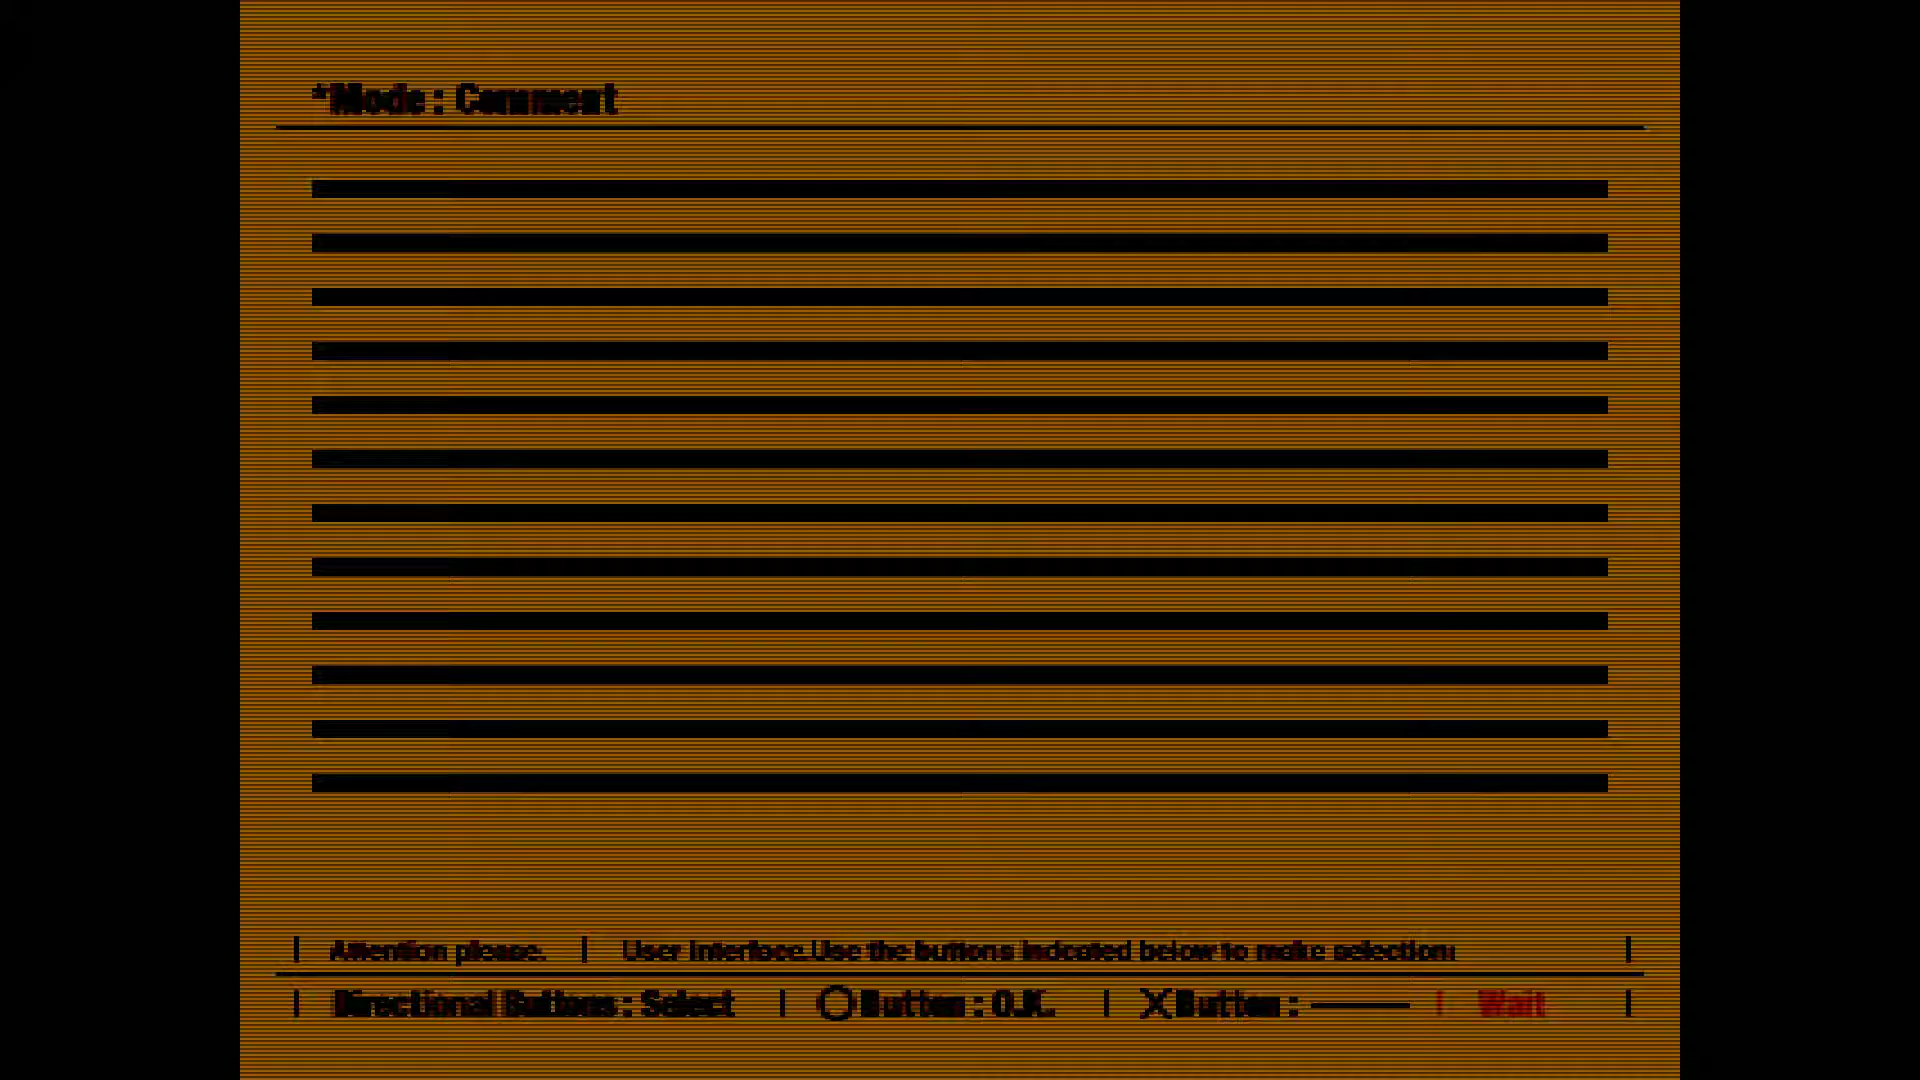 *Mode: Comment
Attention please. User Interface.Use the buttons indicated below to make selection.
Directional Buttons: Select ○Button: O.K. ×Button: Wait